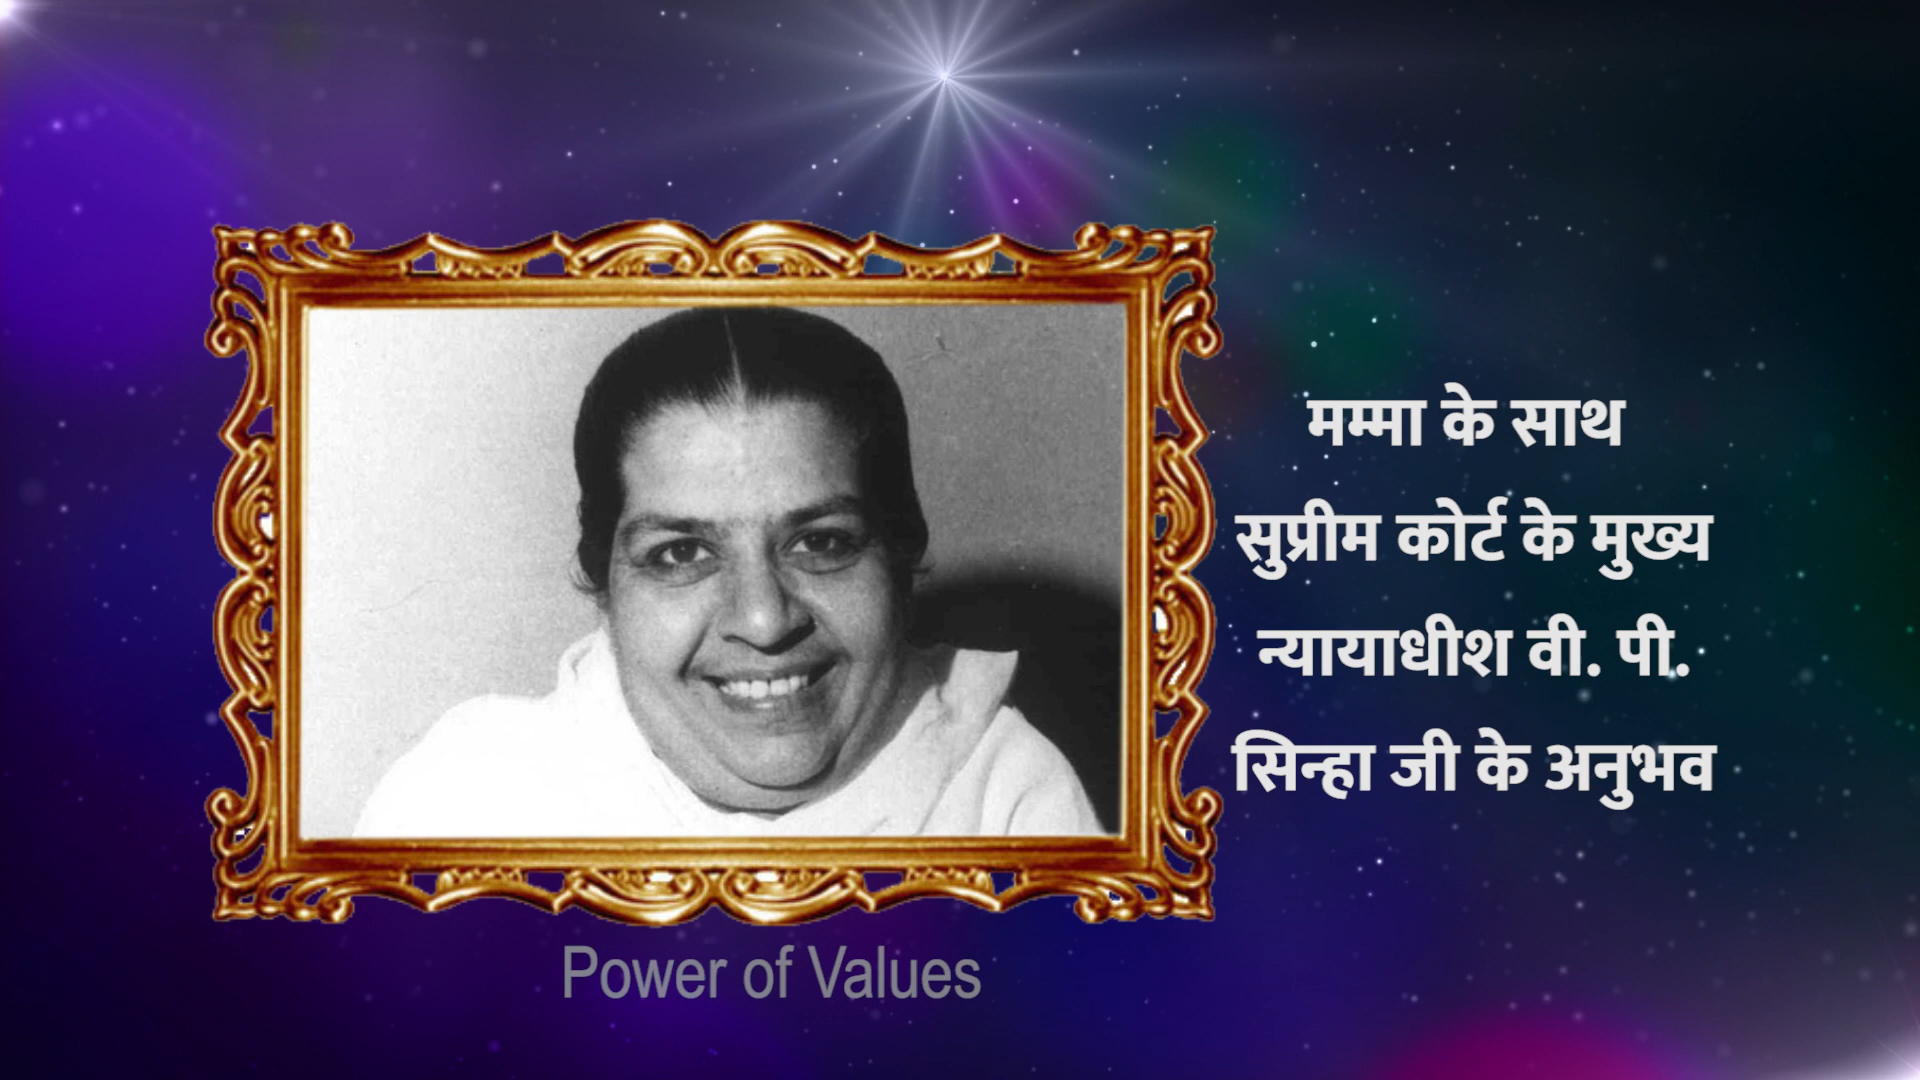 मम्मा के साथ
सुप्रीम कोर्ट के मुख्य
न्यायाधीश वी. पी.
सिन्हा जी के अनुभव
Power of Values